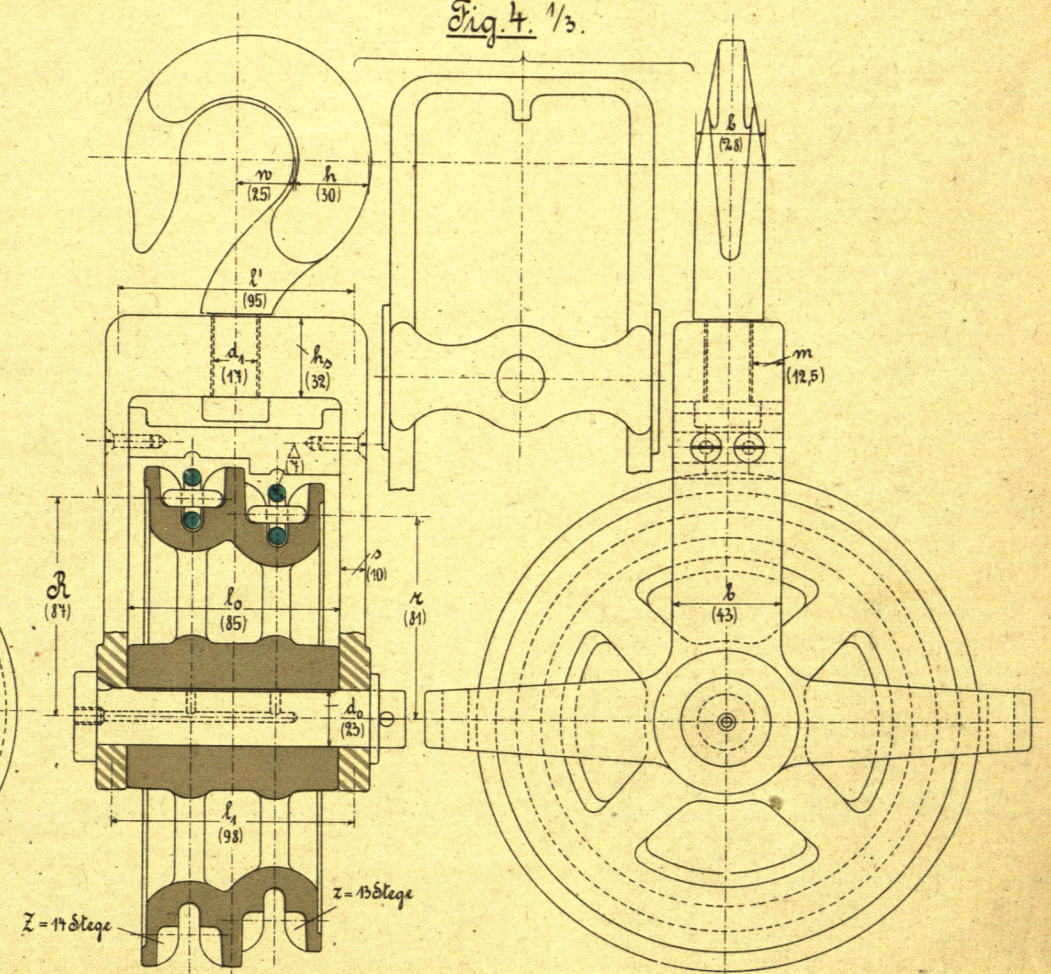 Fig. 4. 1/3.
w
(25)
h
(30)
b
(28)
l'
(95)
d₁
(17)
h₀
(32)
m
(12,5)
△
7
R
(87)
s
(10)
l₀
(85)
r
(81)
b
(43)
d₀
(23)
l₁
(98)
Z = 14 Stege
z = 13 Stege